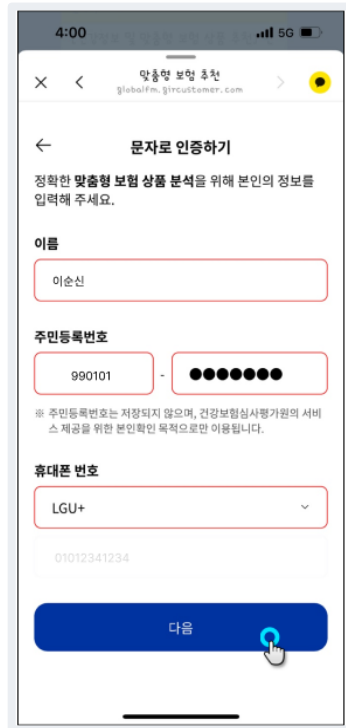 4:00
5G
맞춤형 보험 추천
globalfm.gircustomer.com
문자로 인증하기
정확한 맞춤형 보험 상품 분석을 위해 본인의 정보를
입력해 주세요.
이름
이순신
주민등록번호
990101 - ●●●●●●●
※ 주민등록번호는 저장되지 않으며, 건강보험심사평가원의 서비
스 제공을 위한 본인확인 목적으로만 이용됩니다.
휴대폰 번호
LGU+
01012341234
다음